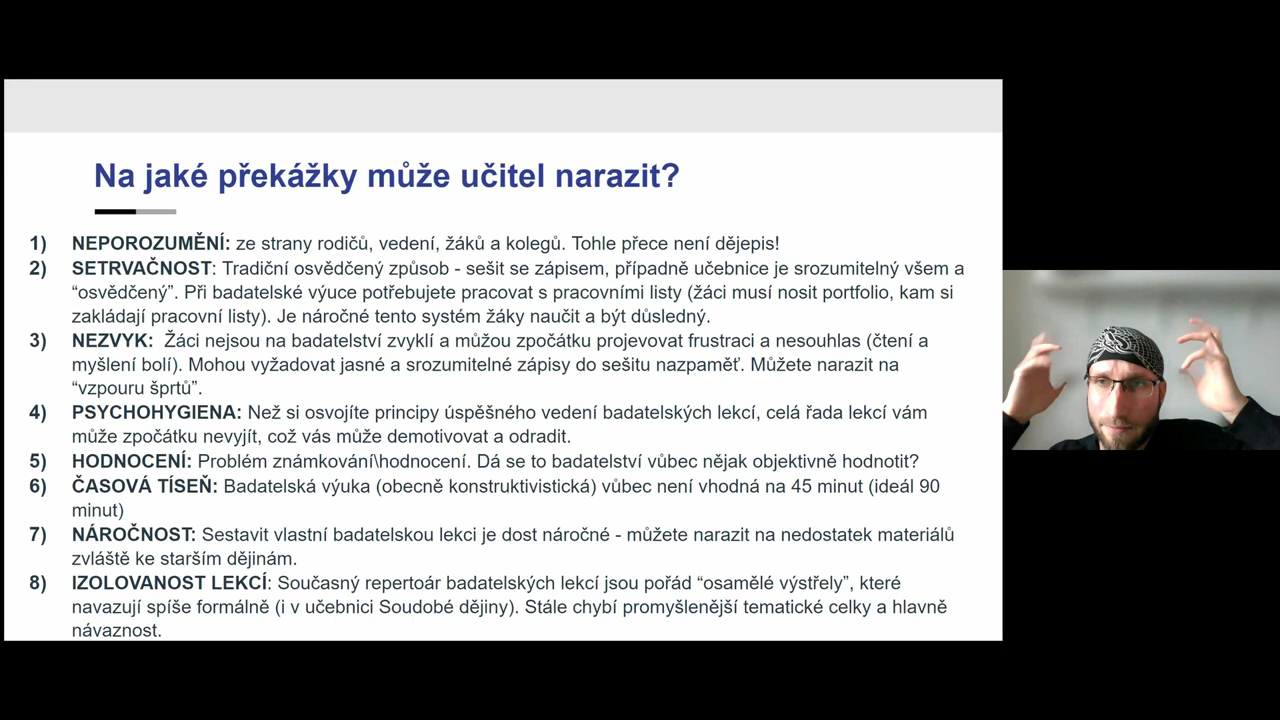 Na jaké překážky může učitel narazit?
1) NEPOROZUMĚNÍ: ze strany rodičů, vedení, žáků a kolegů. Tohle přece není dějepis!
2) SETRVAČNOST: Tradiční osvědčený způsob - sešit se zápisem, případně učebnice je srozumitelný všem a
“osvědčený”. Při badatelské výuce potřebujete pracovat s pracovními listy (žáci musí nosit portfolio, kam si
zakládají pracovní listy). Je náročné tento systém žáky naučit a být důsledný.
3) NEZVYK: Žáci nejsou na badatelství zvyklí a můžou zpočátku projevovat frustraci a nesouhlas (čtení a
myšlení bolí). Mohou vyžadovat jasné a srozumitelné zápisy do sešitu nazpaměť. Můžete narazit na
“vzpouru šprtů”.
4) PSYCHOHYGIENA: Než si osvojíte principy úspěšného vedení badatelských lekcí, celá řada lekcí vám
může zpočátku nevyjít, což vás může demotivovat a odradit.
5) HODNOCENÍ: Problém známkování\hodnocení. Dá se to badatelství vůbec nějak objektivně hodnotit?
6) ČASOVÁ TÍSEŇ: Badatelská výuka (obecně konstruktivistická) vůbec není vhodná na 45 minut (ideál 90
minut)
7) NÁROČNOST: Sestavit vlastní badatelskou lekci je dost náročné - můžete narazit na nedostatek materiálů
zvláště ke starším dějinám.
8) IZOLOVANOST LEKCÍ: Současný repertoár badatelských lekcí jsou pořád “osamělé výstřely”, které
navazují spíše formálně (i v učebnici Soudobé dějiny). Stále chybí promyšlenější tematické celky a hlavně
návaznost.